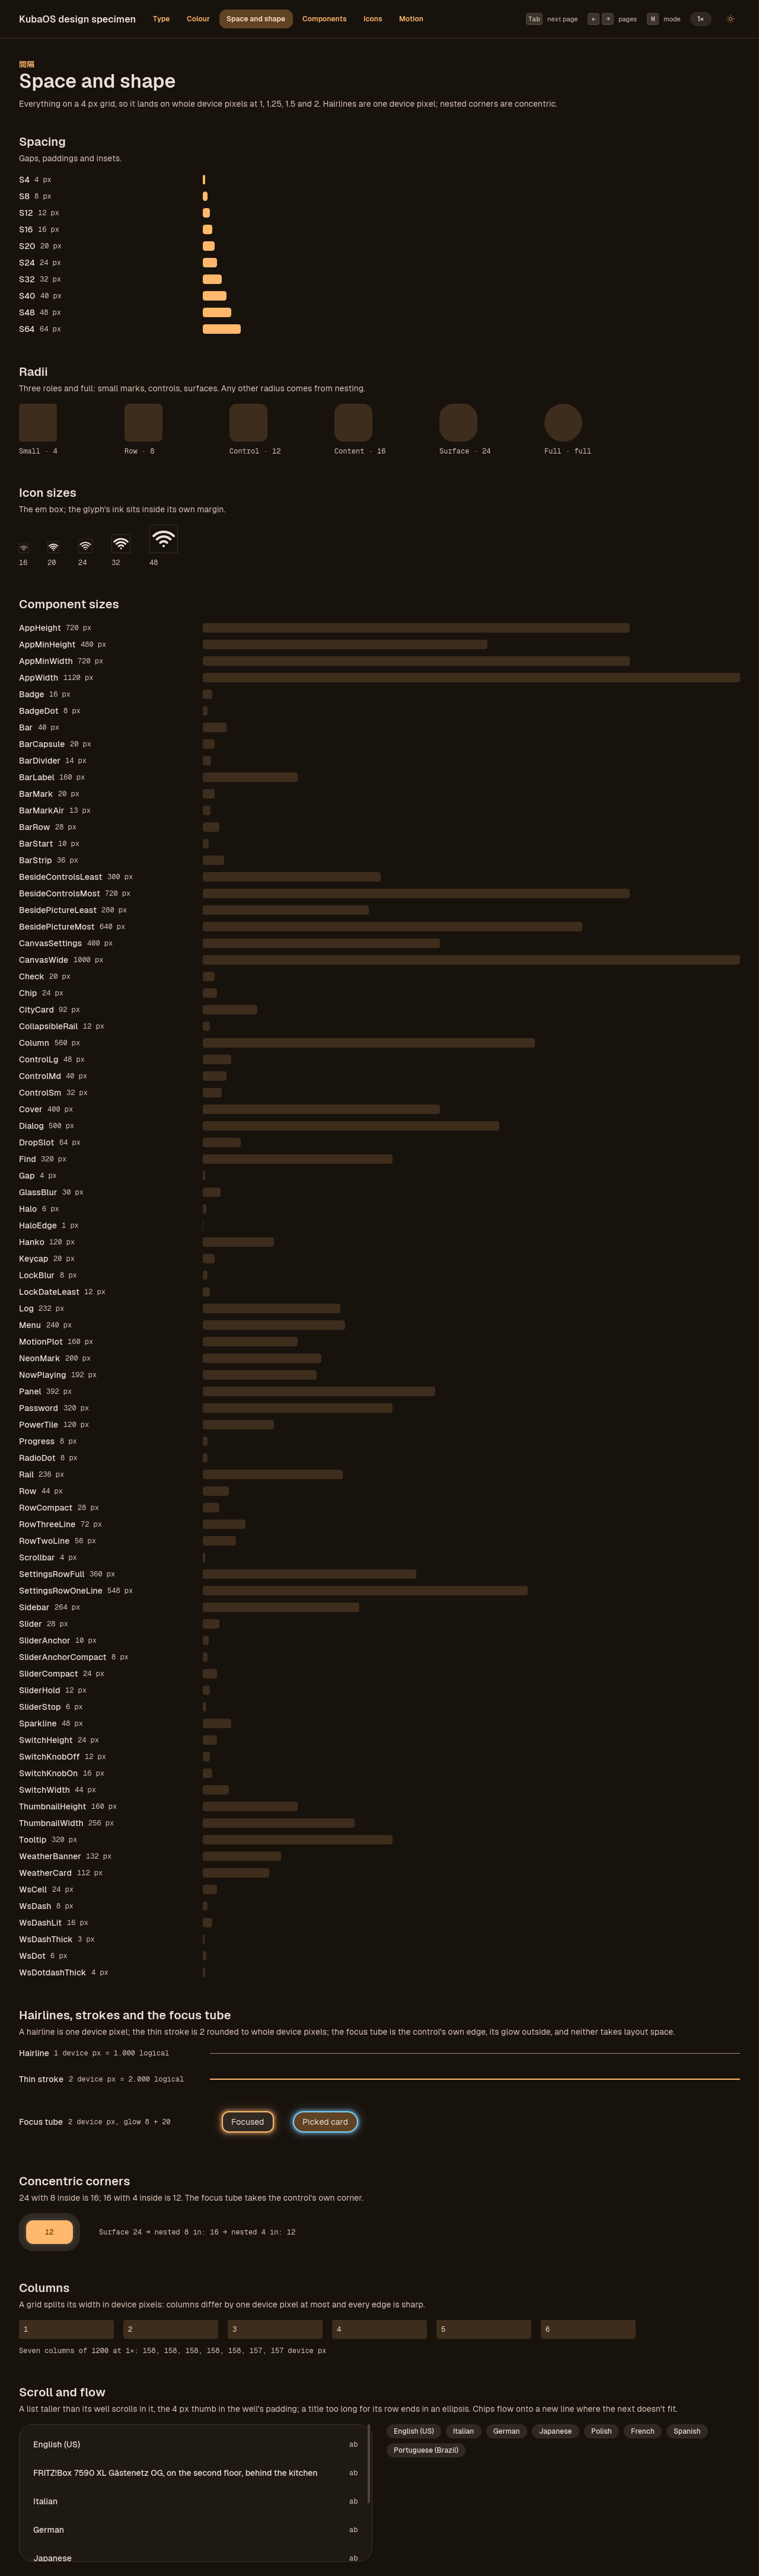 KubaOS design specimen Type Colour Space and shape Components Icons Motion Tab next page ← → pages M mode 1×
間隔
Space and shape
Everything on a 4 px grid, so it lands on whole device pixels at 1, 1.25, 1.5 and 2. Hairlines are one device pixel; nested corners are concentric.
Spacing
Gaps, paddings and insets.
S4 4 px
S8 8 px
S12 12 px
S16 16 px
S20 20 px
S24 24 px
S32 32 px
S40 40 px
S48 48 px
S64 64 px
Radii
Three roles and full: small marks, controls, surfaces. Any other radius comes from nesting.
Small · 4 Row · 8 Control · 12 Content · 16 Surface · 24 Full · full
Icon sizes
The em box; the glyph's ink sits inside its own margin.
16 20 24 32 48
Component sizes
AppHeight 720 px
AppMinHeight 480 px
AppMinWidth 720 px
AppWidth 1120 px
Badge 16 px
BadgeDot 8 px
Bar 40 px
BarCapsule 20 px
BarDivider 14 px
BarLabel 160 px
BarMark 20 px
BarMarkAir 13 px
BarRow 28 px
BarStart 10 px
BarStrip 36 px
BesideControlsLeast 300 px
BesideControlsMost 720 px
BesidePictureLeast 280 px
BesidePictureMost 640 px
CanvasSettings 400 px
CanvasWide 1000 px
Check 20 px
Chip 24 px
CityCard 92 px
CollapsibleRail 12 px
Column 560 px
ControlLg 48 px
ControlMd 40 px
ControlSm 32 px
Cover 400 px
Dialog 500 px
DropSlot 64 px
Find 320 px
Gap 4 px
GlassBlur 30 px
Halo 6 px
HaloEdge 1 px
Hanko 120 px
Keycap 20 px
LockBlur 8 px
LockDateLeast 12 px
Log 232 px
Menu 240 px
MotionPlot 160 px
NeonMark 200 px
NowPlaying 192 px
Panel 392 px
Password 320 px
PowerTile 120 px
Progress 8 px
RadioDot 8 px
Rail 236 px
Row 44 px
RowCompact 28 px
RowThreeLine 72 px
RowTwoLine 56 px
Scrollbar 4 px
SettingsRowFull 360 px
SettingsRowOneLine 548 px
Sidebar 264 px
Slider 28 px
SliderAnchor 10 px
SliderAnchorCompact 8 px
SliderCompact 24 px
SliderHold 12 px
SliderStop 6 px
Sparkline 48 px
SwitchHeight 24 px
SwitchKnobOff 12 px
SwitchKnobOn 16 px
SwitchWidth 44 px
ThumbnailHeight 160 px
ThumbnailWidth 256 px
Tooltip 320 px
WeatherBanner 132 px
WeatherCard 112 px
WsCell 24 px
WsDash 8 px
WsDashLit 16 px
WsDashThick 3 px
WsDot 6 px
WsDotdashThick 4 px
Hairlines, strokes and the focus tube
A hairline is one device pixel; the thin stroke is 2 rounded to whole device pixels; the focus tube is the control's own edge, its glow outside, and neither takes layout space.
Hairline 1 device px = 1.000 logical
Thin stroke 2 device px = 2.000 logical
Focus tube 2 device px, glow 8 + 20 Focused Picked card
Concentric corners
24 with 8 inside is 16; 16 with 4 inside is 12. The focus tube takes the control's own corner.
12 Surface 24 → nested 8 in: 16 → nested 4 in: 12
Columns
A grid splits its width in device pixels: columns differ by one device pixel at most and every edge is sharp.
1 2 3 4 5 6
Seven columns of 1200 at 1×: 158, 158, 158, 158, 158, 157, 157 device px
Scroll and flow
A list taller than its well scrolls in it, the 4 px thumb in the well's padding; a title too long for its row ends in an ellipsis. Chips flow onto a new line where the next doesn't fit.
English (US) ab
FRITZ!Box 7590 XL Gästenetz OG, on the second floor, behind the kitchen ab
Italian ab
German ab
Japanese ab
English (US) Italian German Japanese Polish French Spanish
Portuguese (Brazil)